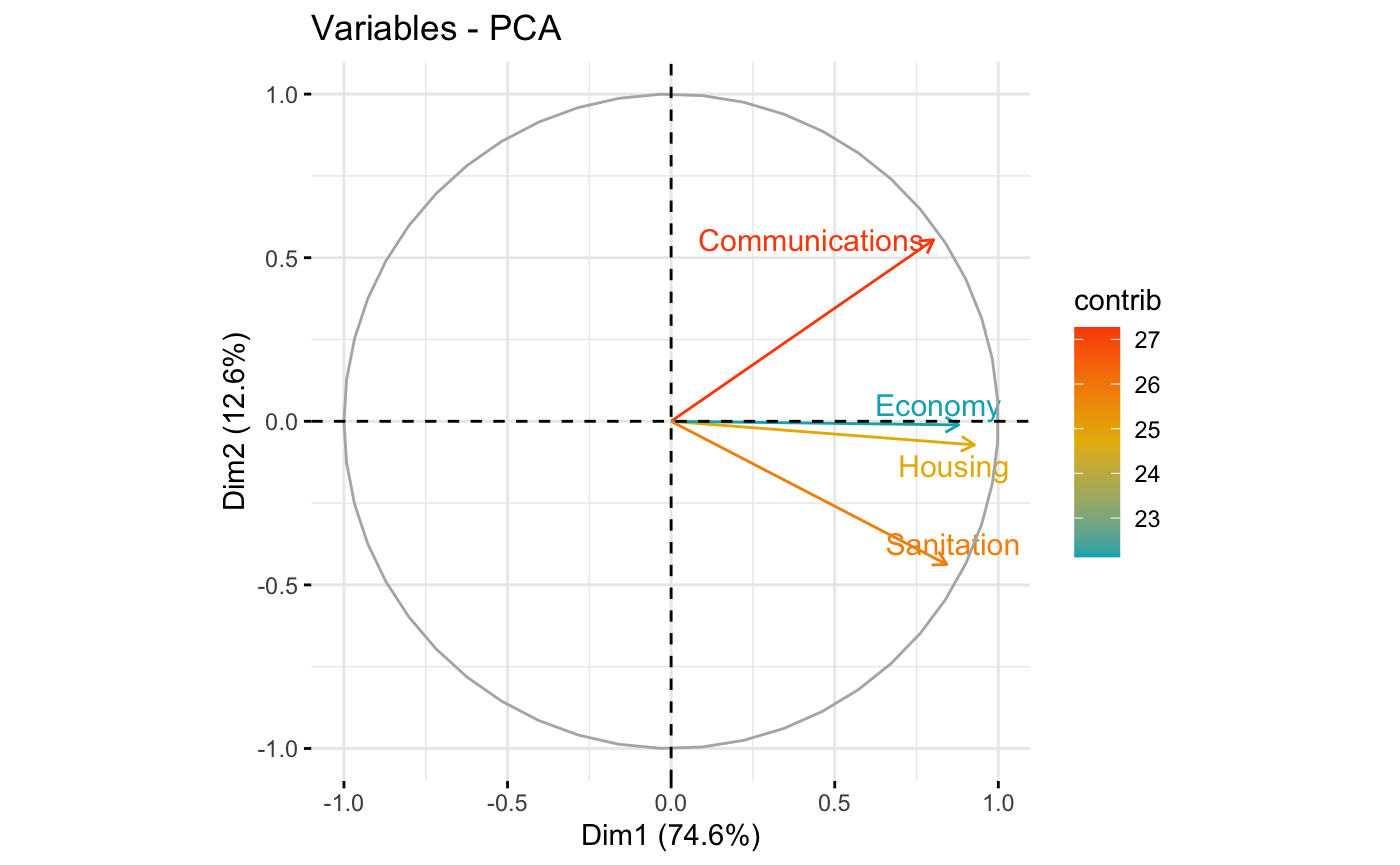 Variables - PCA
1.0
0.5
0.0
-0.5
-1.0
Dim2 (12.6%)
Communications
Economy
Housing
Sanitation
-1.0
-0.5
0.0
0.5
1.0
Dim1 (74.6%)
contrib
27
26
25
24
23